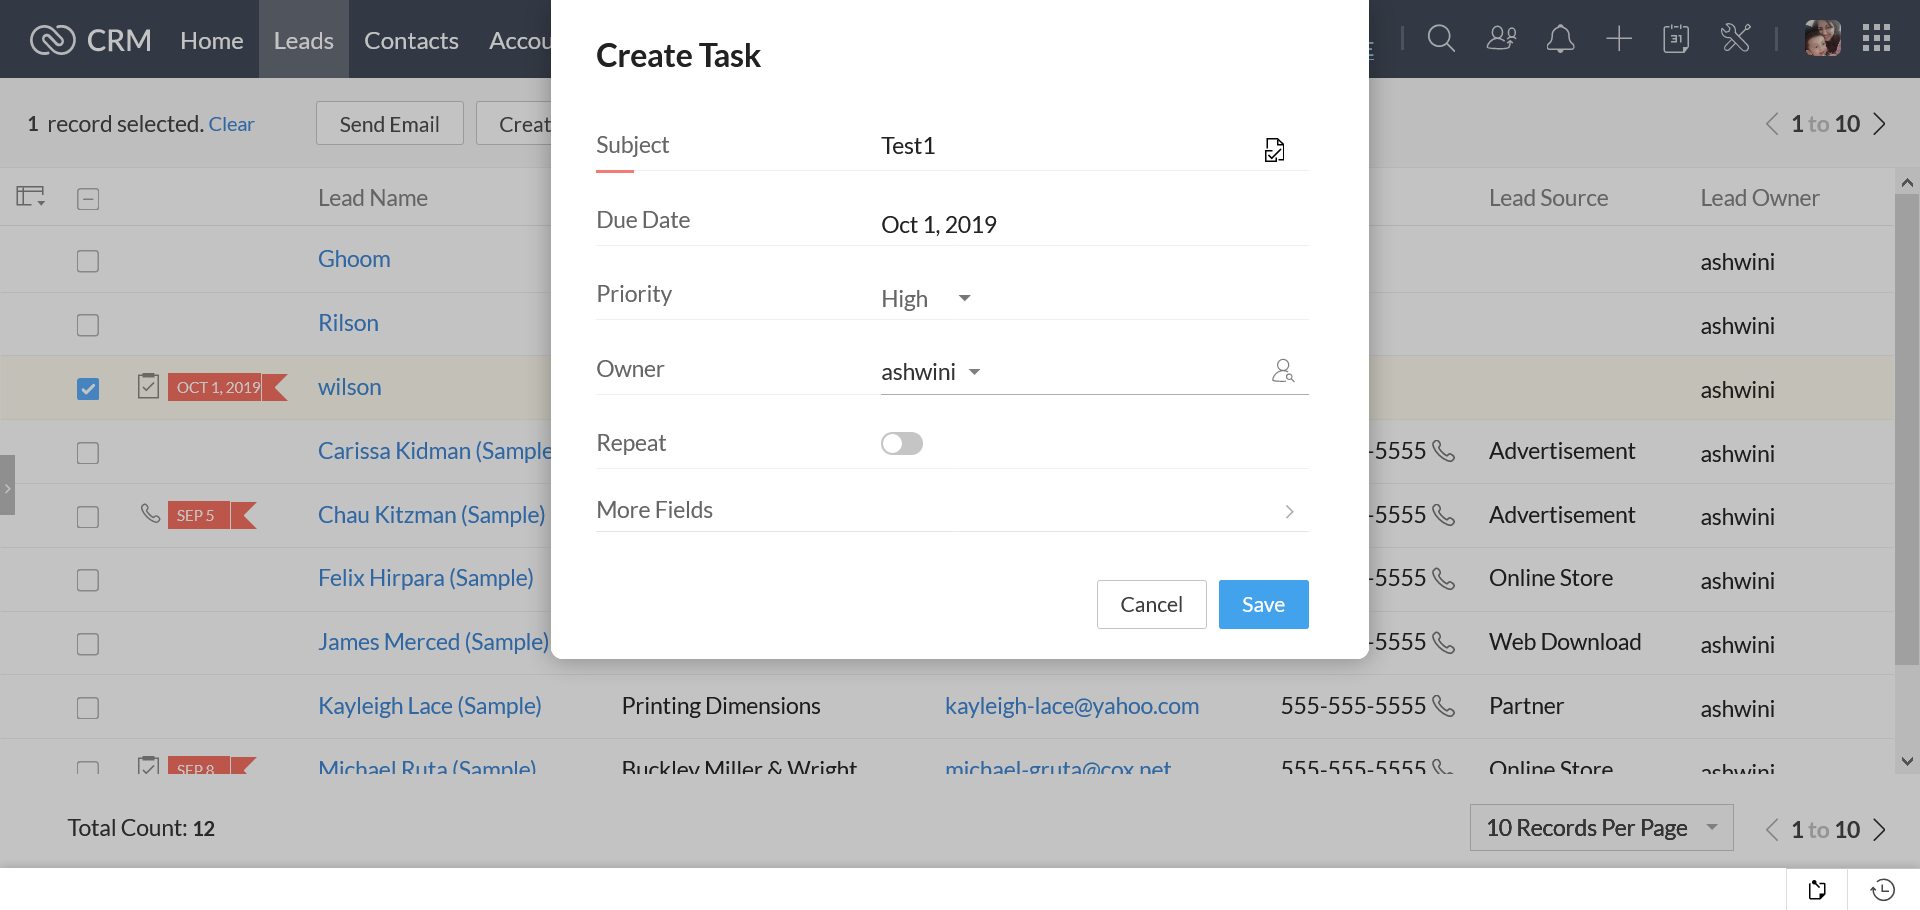 CRM Home Leads Contacts Accou
31
Create Task
1 record selected. Clear
Send Email
Creat
1 to 10
Subject Test1
Due Date Oct 1, 2019
Priority High
Owner ashwini
Repeat
More Fields
Cancel Save
Lead Name Lead Source Lead Owner
Ghoom ashwini
Rilson ashwini
OCT 1, 2019 wilson ashwini
Carissa Kidman (Sample -5555 Advertisement ashwini
SEP 5 Chau Kitzman (Sample) -5555 Advertisement ashwini
Felix Hirpara (Sample) -5555 Online Store ashwini
James Merced (Sample) -5555 Web Download ashwini
Kayleigh Lace (Sample) Printing Dimensions kayleigh-lace@yahoo.com 555-555-5555 Partner ashwini
SEP 8 Michael Ruta (Sample) Buckley Miller & Wright michael-gruta@cox.net 555-555-5555 Online Store ashwini
Total Count: 12
10 Records Per Page
1 to 10